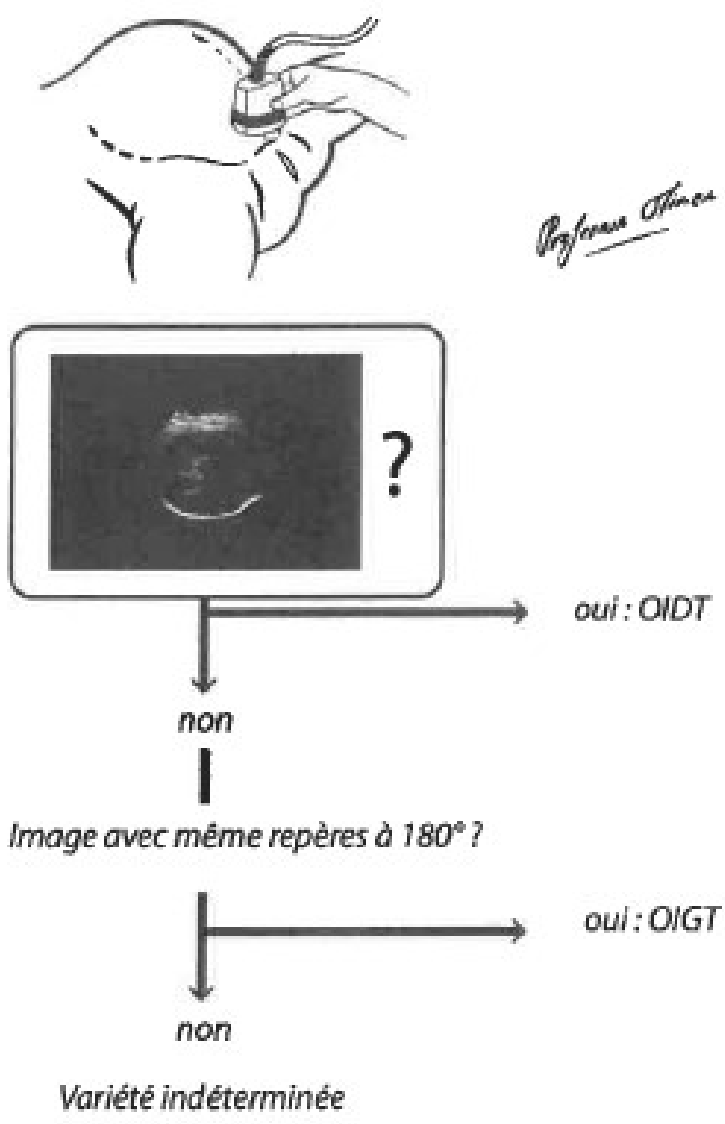 ?
oui : OIDT
non
Image avec même repères à 180° ?
oui : OIGT
non
Variété indéterminée